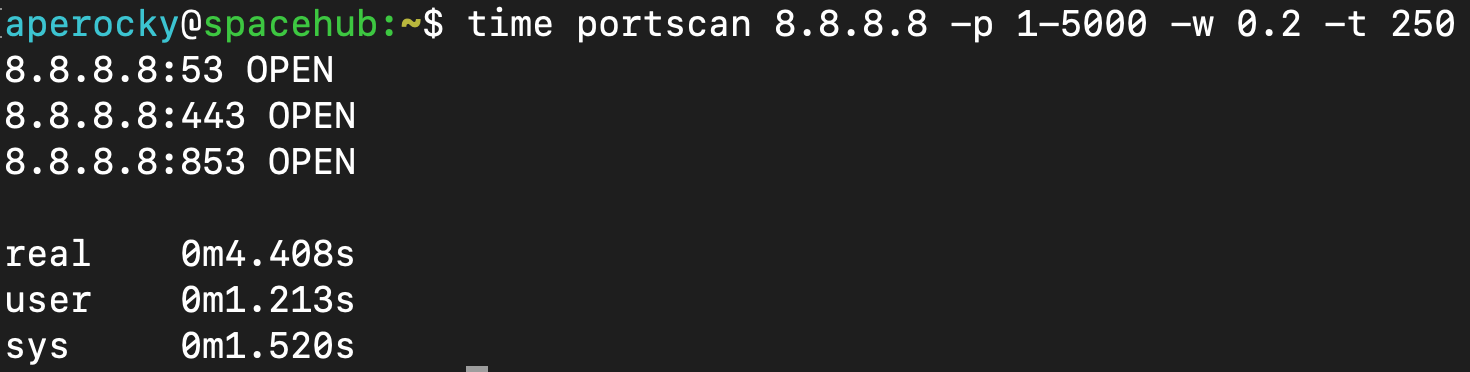 aperocky@spacehub:~$ time portscan 8.8.8.8 -p 1-5000 -w 0.2 -t 250
8.8.8.8:53 OPEN
8.8.8.8:443 OPEN
8.8.8.8:853 OPEN
real    0m4.408s
user    0m1.213s
sys     0m1.520s